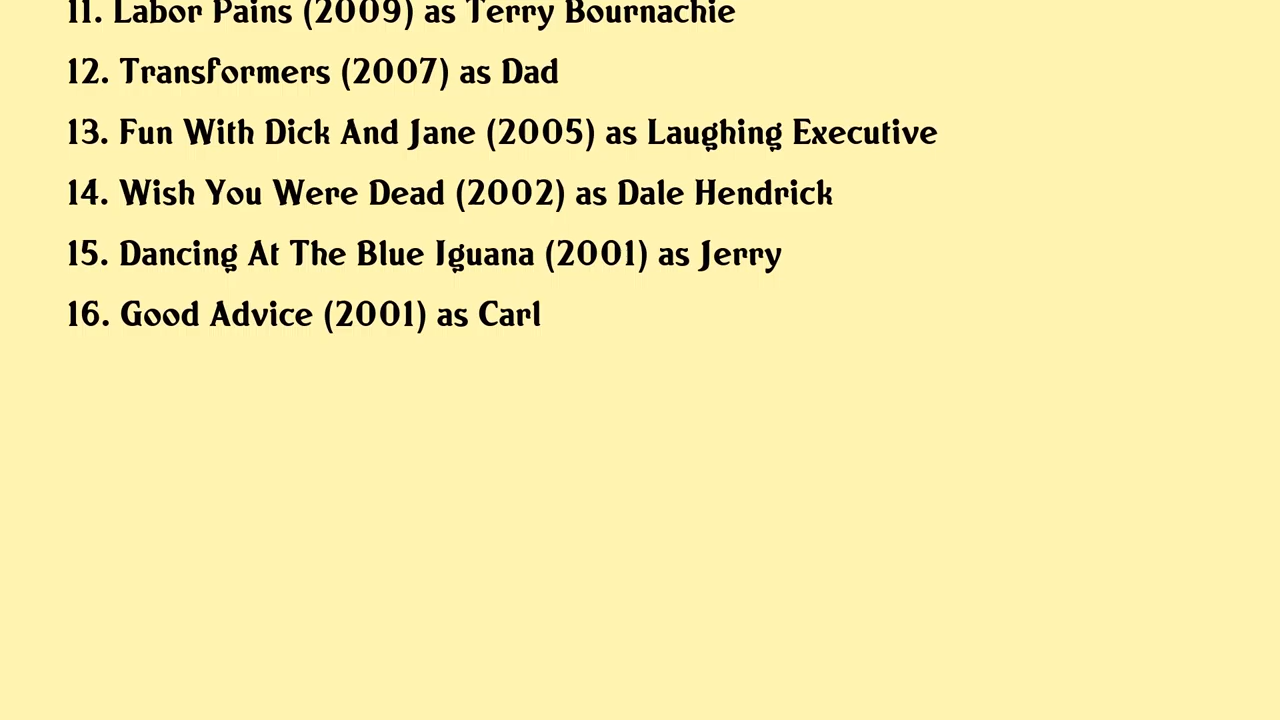 11. Labor Pains (2009) as Terry Bournachie
12. Transformers (2007) as Dad
13. Fun With Dick And Jane (2005) as Laughing Executive
14. Wish You Were Dead (2002) as Dale Hendrick
15. Dancing At The Blue Iguana (2001) as Jerry
16. Good Advice (2001) as Carl